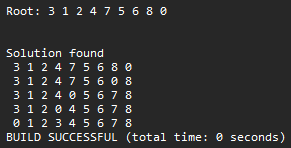 Root: 3 1 2 4 7 5 6 8 0
Solution found
3 1 2 4 7 5 6 8 0
3 1 2 4 7 5 6 0 8
3 1 2 4 0 5 6 7 8
3 1 2 0 4 5 6 7 8
0 1 2 3 4 5 6 7 8
BUILD SUCCESSFUL (total time: 0 seconds)